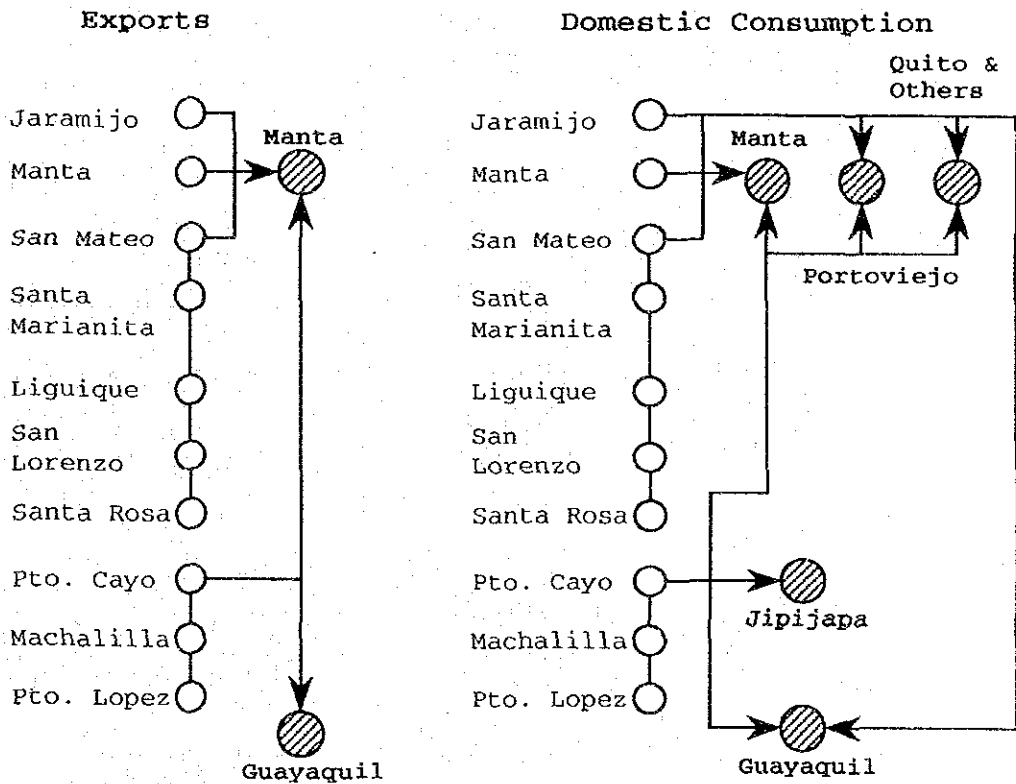 Exports
Jaramijo
Manta
Manta
San Mateo
Santa
Marianita
Liguique
San
Lorenzo
Santa Rosa
Pto. Cayo
Machalilla
Pto. Lopez
Guayaquil
Domestic Consumption
Quito &
Others
Jaramijo
Manta
Manta
San Mateo
Portoviejo
Santa
Marianita
Liguique
San
Lorenzo
Santa Rosa
Pto. Cayo
Jipijapa
Machalilla
Pto. Lopez
Guayaquil